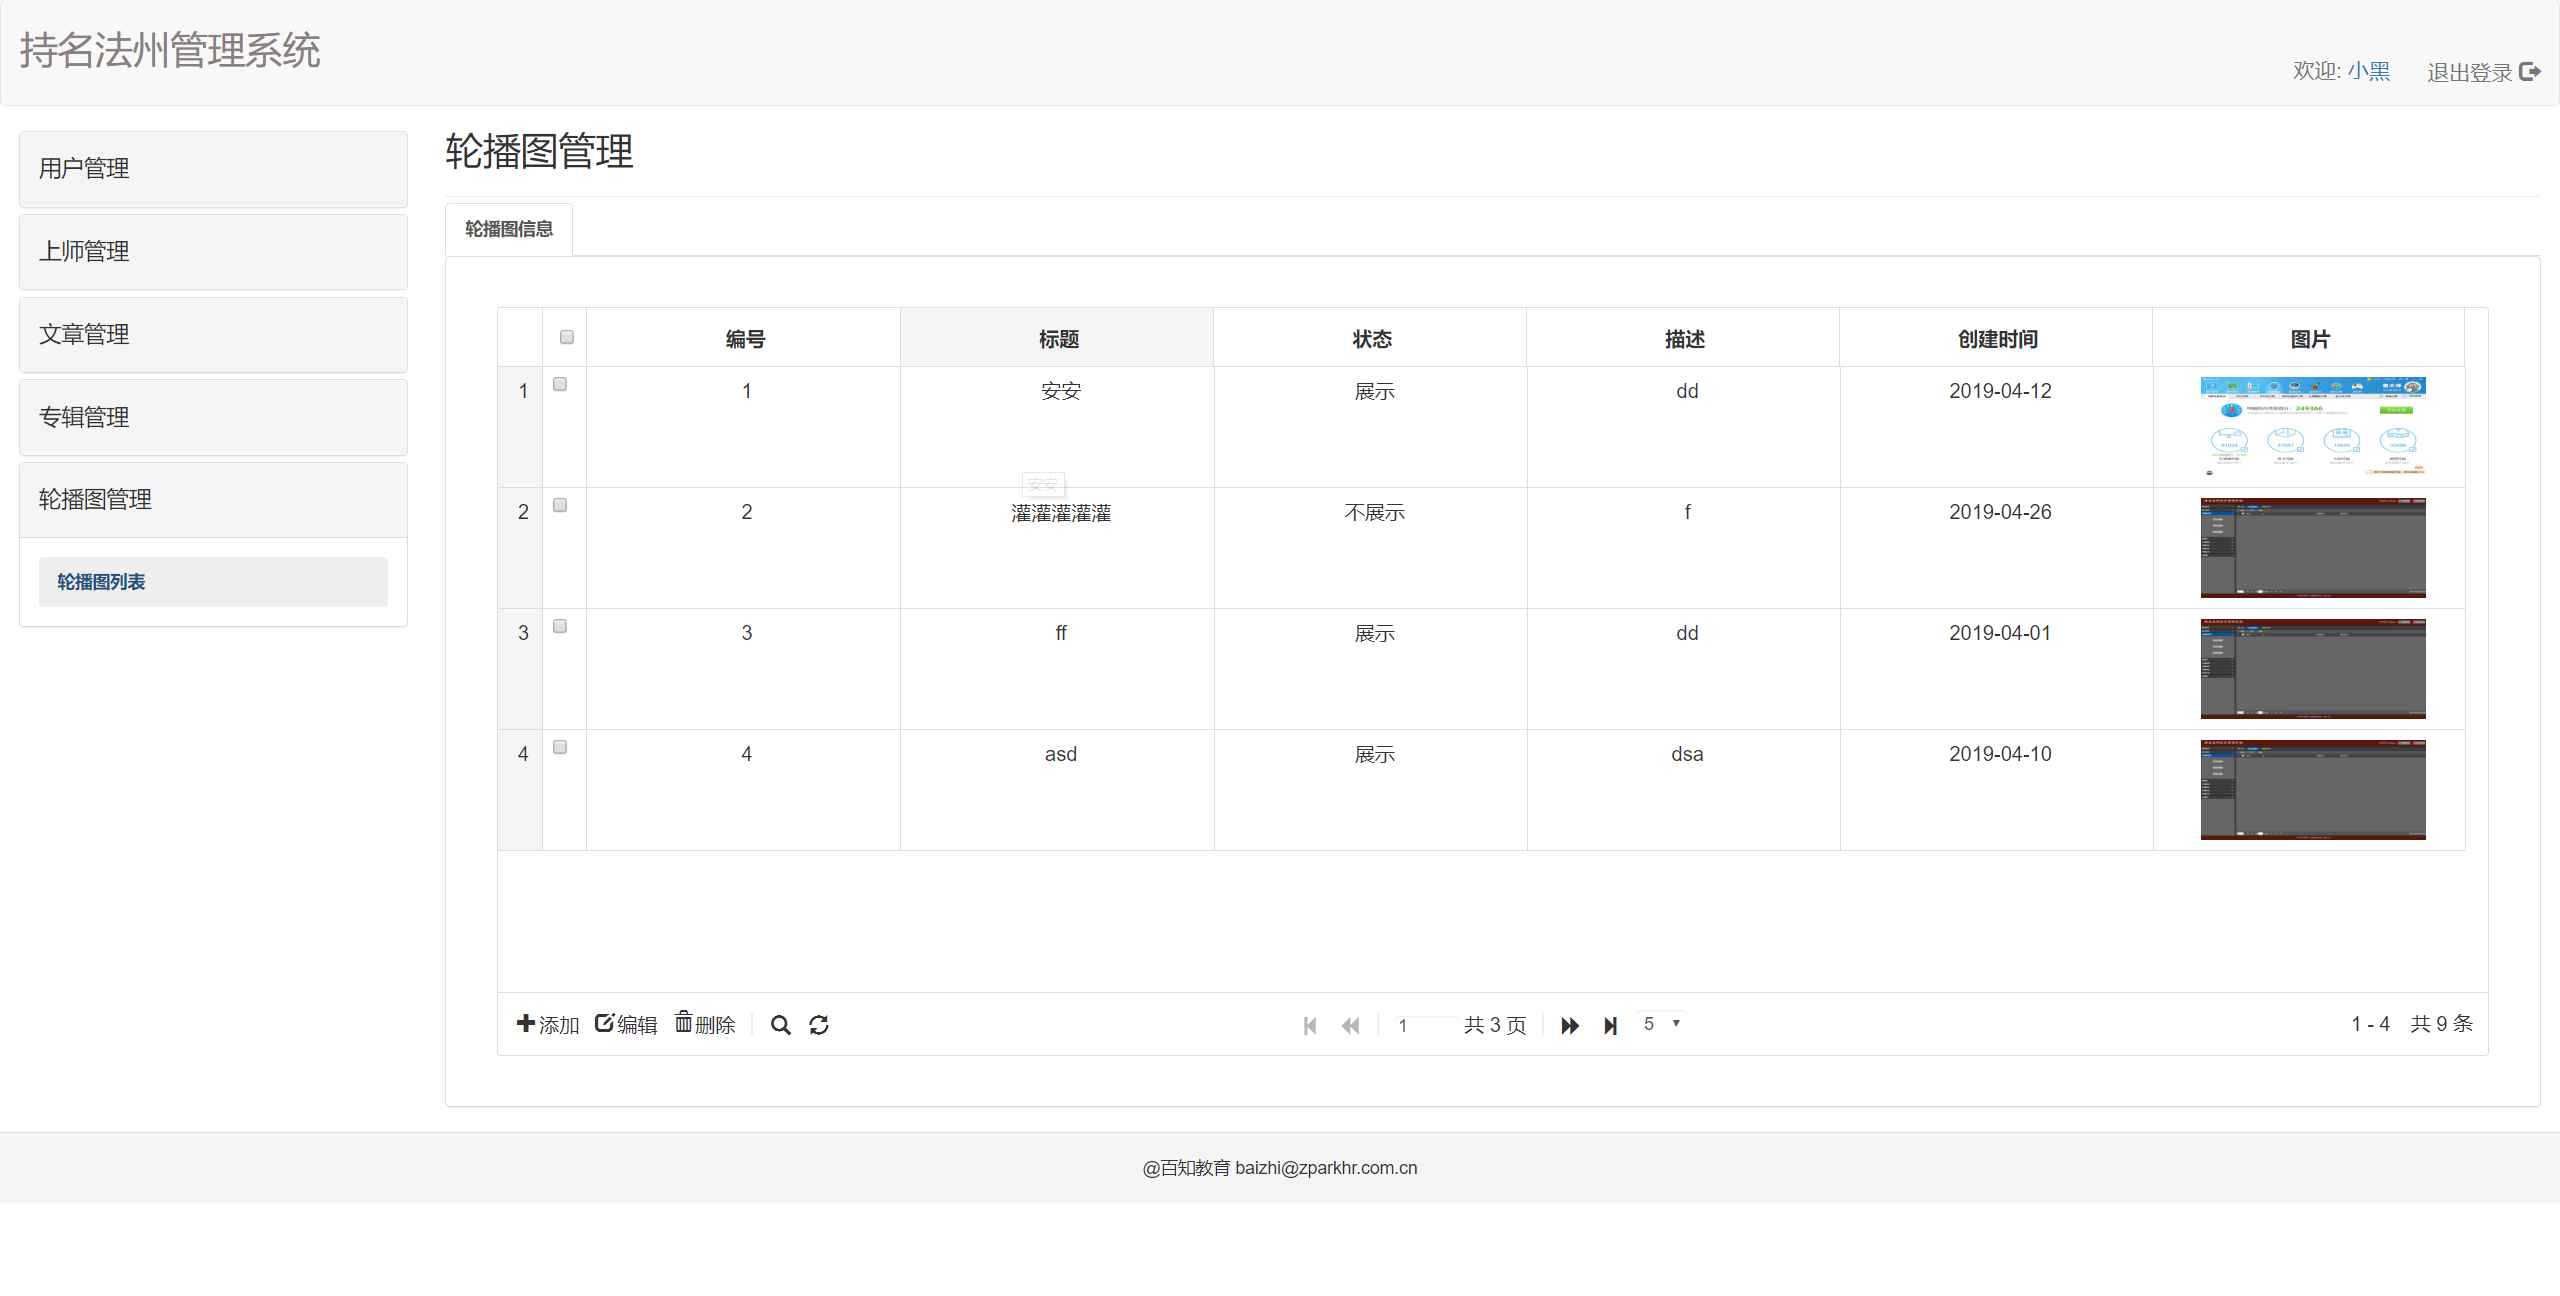 持名法州管理系统
欢迎: 小黑
退出登录
用户管理
上师管理
文章管理
专辑管理
轮播图管理
轮播图列表
轮播图管理
轮播图信息
编号 标题 状态 描述 创建时间 图片
1 1 安安 展示 dd 2019-04-12
249366
安安
2 2 灌灌灌灌灌 不展示 f 2019-04-26
3 3 ff 展示 dd 2019-04-01
4 4 asd 展示 dsa 2019-04-10
添加 编辑 删除 1 共 3 页 5 1 - 4 共 9 条
@百知教育 baizhi@zparkhr.com.cn